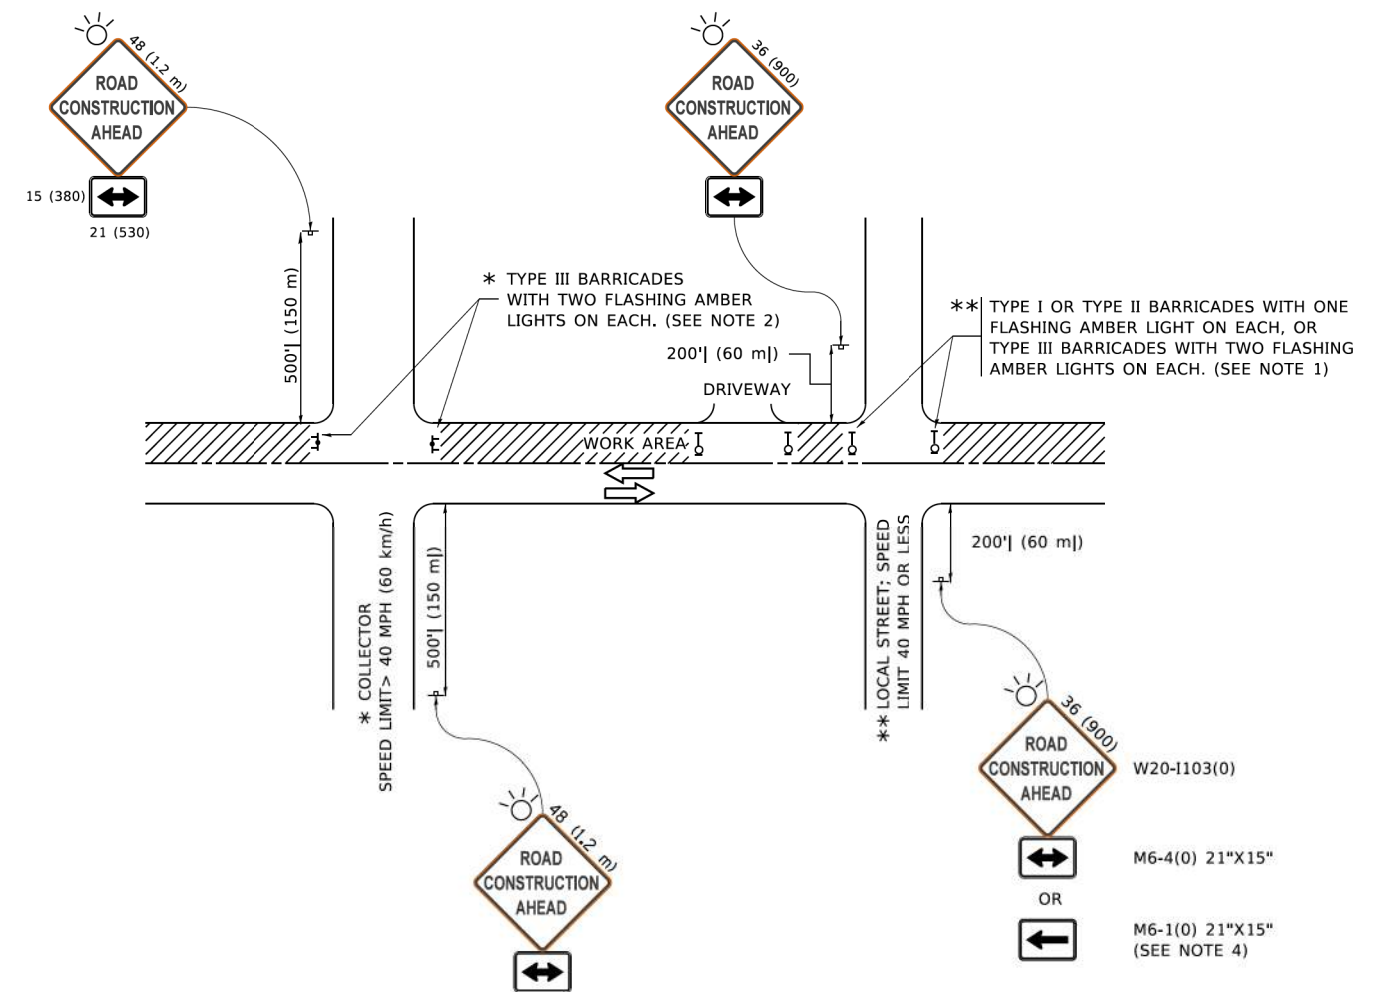 48 (1.2 m)
ROAD
CONSTRUCTION
AHEAD
15 (380)
21 (530)
36 (900)
ROAD
CONSTRUCTION
AHEAD
500'| (150 m)
* TYPE III BARRICADES
WITH TWO FLASHING AMBER
LIGHTS ON EACH. (SEE NOTE 2)
200'| (60 m|)
DRIVEWAY
** TYPE I OR TYPE II BARRICADES WITH ONE
FLASHING AMBER LIGHT ON EACH, OR
TYPE III BARRICADES WITH TWO FLASHING
AMBER LIGHTS ON EACH. (SEE NOTE 1)
WORK AREA
* COLLECTOR
SPEED LIMIT> 40 MPH (60 km/h)
500'| (150 m|)
** LOCAL STREET; SPEED
LIMIT 40 MPH OR LESS
200'| (60 m|)
48 (1.2 m)
ROAD
CONSTRUCTION
AHEAD
36 (900)
ROAD
CONSTRUCTION
AHEAD
W20-I103(0)
M6-4(0) 21"X15"
OR
M6-1(0) 21"X15"
(SEE NOTE 4)